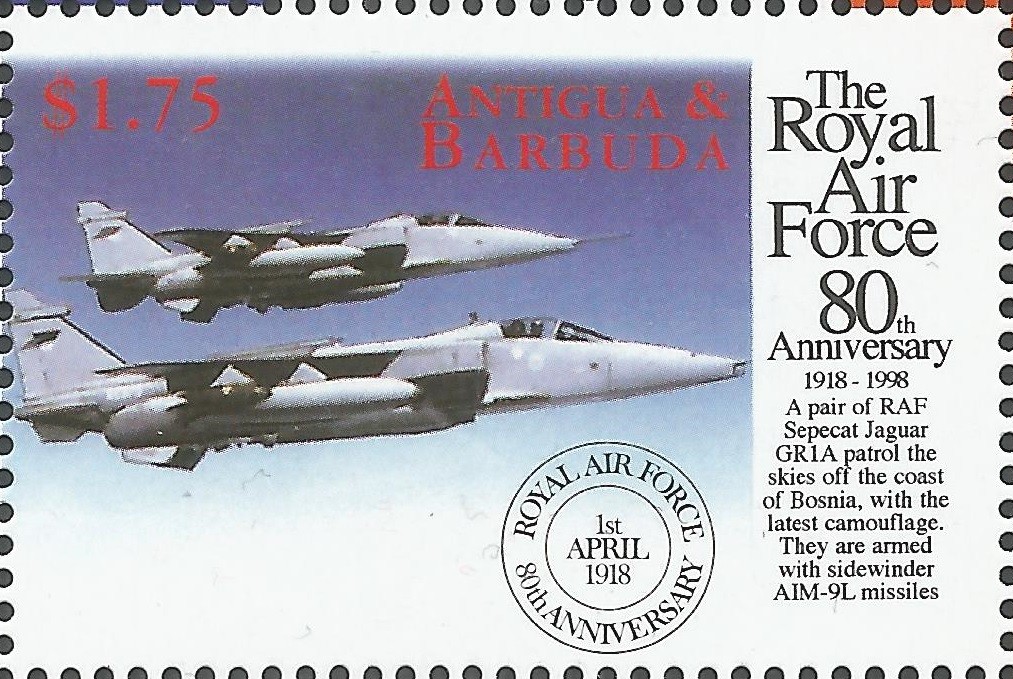 $1.75
ANTIGUA &
BARBUDA
The
Royal
Air
Force
80th
Anniversary
1918 - 1998
A pair of RAF
Sepecat Jaguar
GR1A patrol the
skies off the coast
of Bosnia, with the
latest camouflage.
They are armed
with sidewinder
AIM-9L missiles
ROYAL AIR FORCE
80th ANNIVERSARY
1st
APRIL
1918